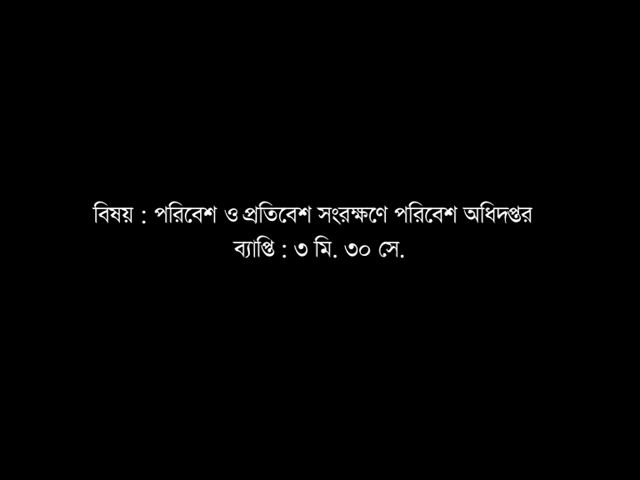 বিষয় : পরিবেশ ও প্রতিবেশ সংরক্ষণে পরিবেশ অধিদপ্তর
ব্যাপ্তি : ৩ মি. ৩০ সে.